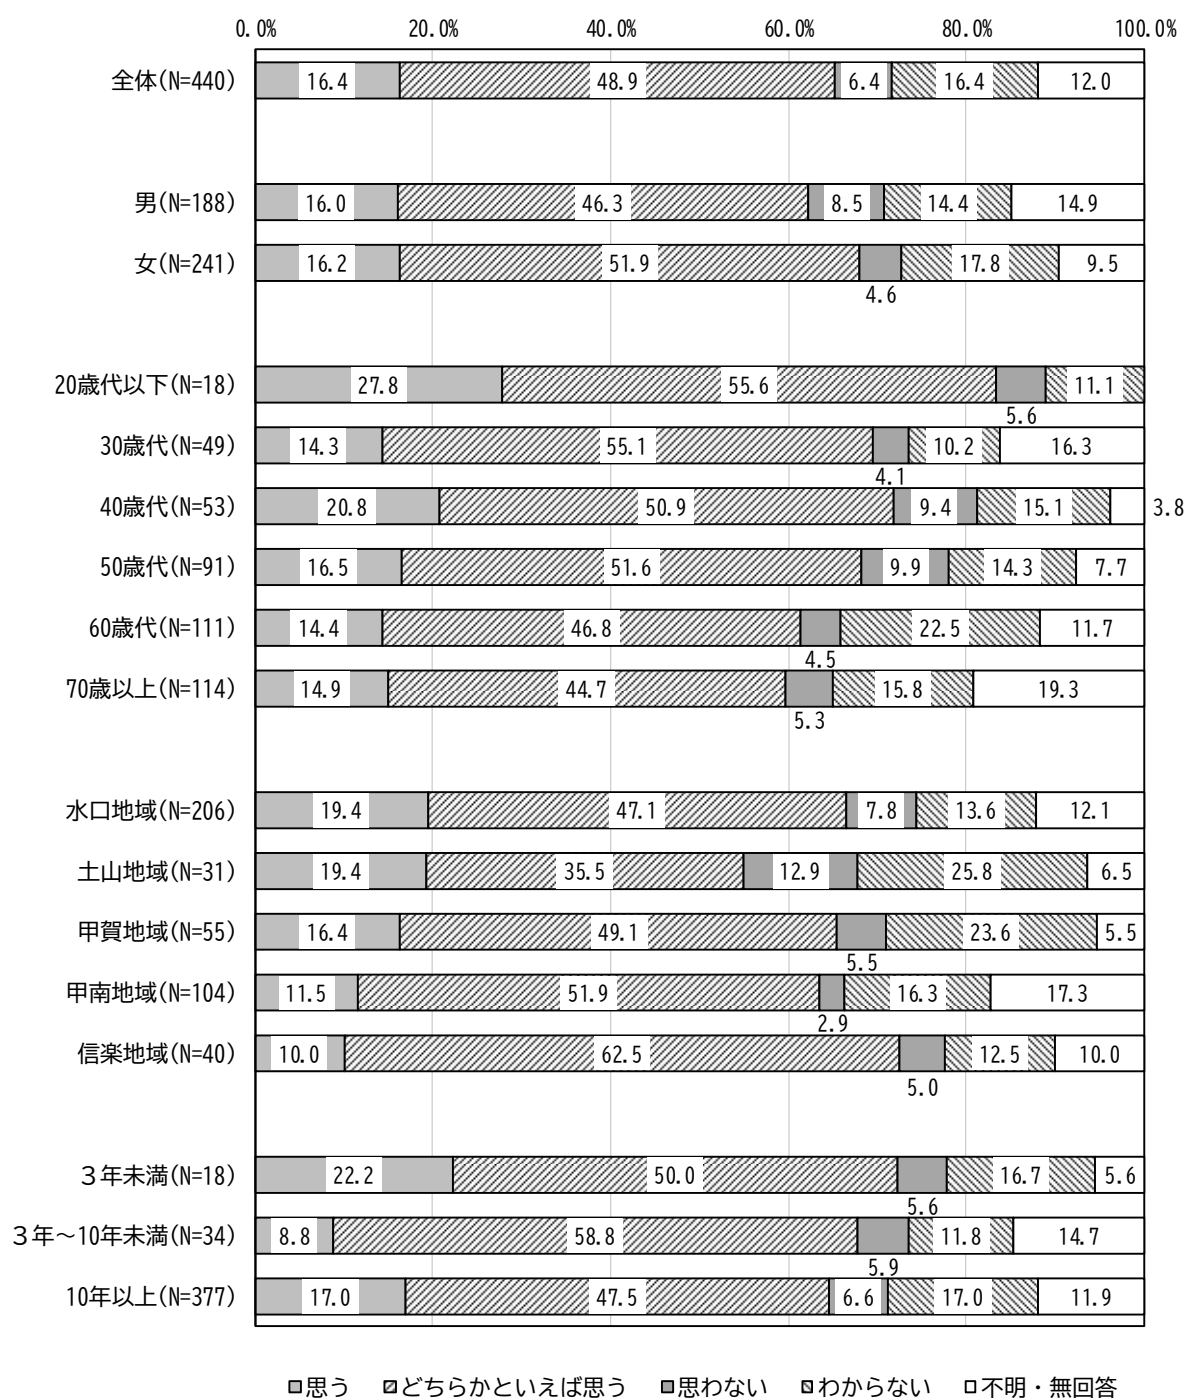 0.0% 20.0% 40.0% 60.0% 80.0% 100.0%
全体(N=440) 16.4 48.9 6.4 16.4 12.0
男(N=188) 16.0 46.3 8.5 14.4 14.9
女(N=241) 16.2 51.9 17.8 9.5
4.6
20歳代以下(N=18) 27.8 55.6 11.1
5.6
30歳代(N=49) 14.3 55.1 10.2 16.3
4.1
40歳代(N=53) 20.8 50.9 9.4 15.1 3.8
50歳代(N=91) 16.5 51.6 9.9 14.3 7.7
60歳代(N=111) 14.4 46.8 22.5 11.7
4.5
70歳以上(N=114) 14.9 44.7 15.8 19.3
5.3
水口地域(N=206) 19.4 47.1 7.8 13.6 12.1
土山地域(N=31) 19.4 35.5 12.9 25.8 6.5
甲賀地域(N=55) 16.4 49.1 23.6 5.5
5.5
甲南地域(N=104) 11.5 51.9 16.3 17.3
2.9
信楽地域(N=40) 10.0 62.5 12.5 10.0
5.0
３年未満(N=18) 22.2 50.0 16.7 5.6
5.6
３年～10年未満(N=34) 8.8 58.8 11.8 14.7
5.9
10年以上(N=377) 17.0 47.5 6.6 17.0 11.9
思う どちらかといえば思う 思わない わからない 不明・無回答